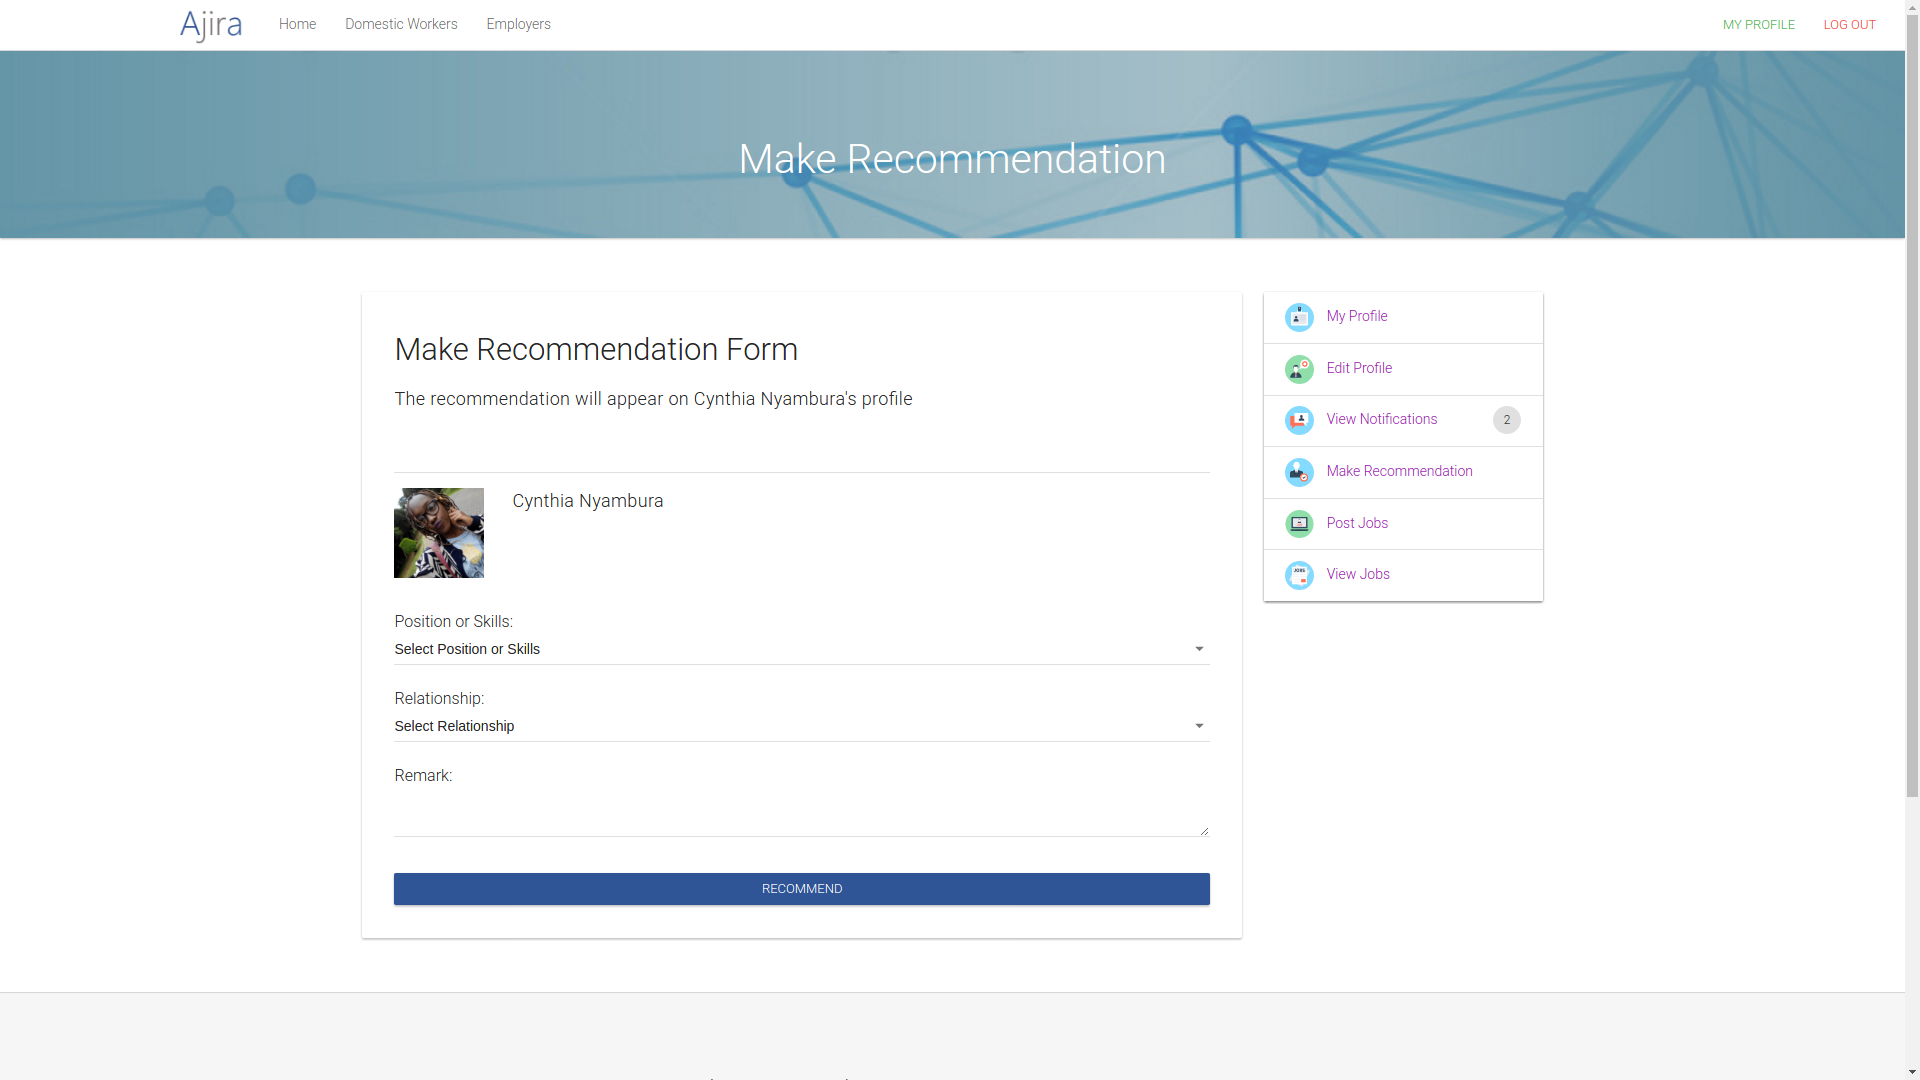 Ajira
Home
Domestic Workers
Employers
MY PROFILE
LOG OUT
Make Recommendation
Make Recommendation Form
The recommendation will appear on Cynthia Nyambura's profile
Cynthia Nyambura
Position or Skills:
Select Position or Skills
Relationship:
Select Relationship
Remark:
RECOMMEND
My Profile
Edit Profile
View Notifications
2
Make Recommendation
Post Jobs
JOBS
View Jobs